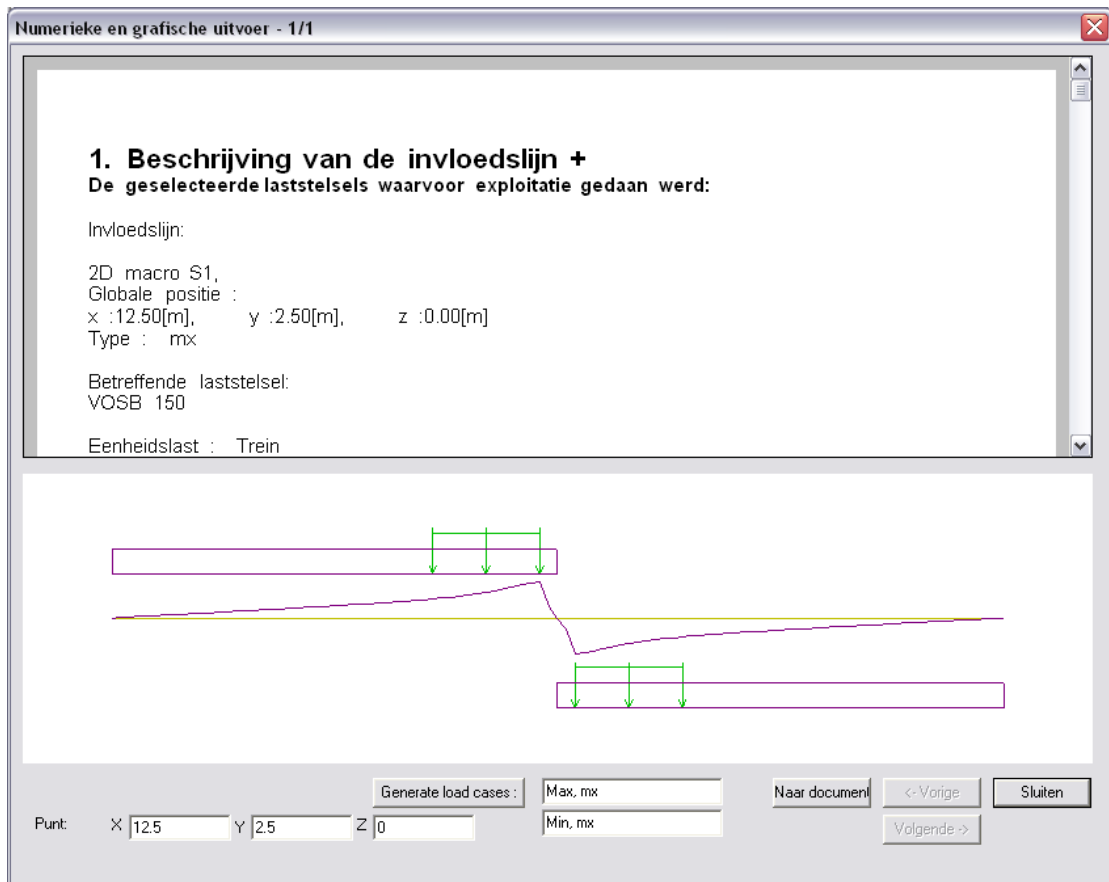 Numerieke en grafische uitvoer - 1/1
1. Beschrijving van de invloedslijn +
De geselecteerde laststelsels waarvoor exploitatie gedaan werd:
Invloedslijn:
2D macro S1,
Globale positie :
x :12.50[m], y :2.50[m], z :0.00[m]
Type : mx
Betreffende laststelsel:
VOSB 150
Eenheidslast : Trein
Generate load cases : Max, mx Naar document <- Vorige Sluiten
Min, mx Volgende ->
Punt: X 12.5 Y 2.5 Z 0